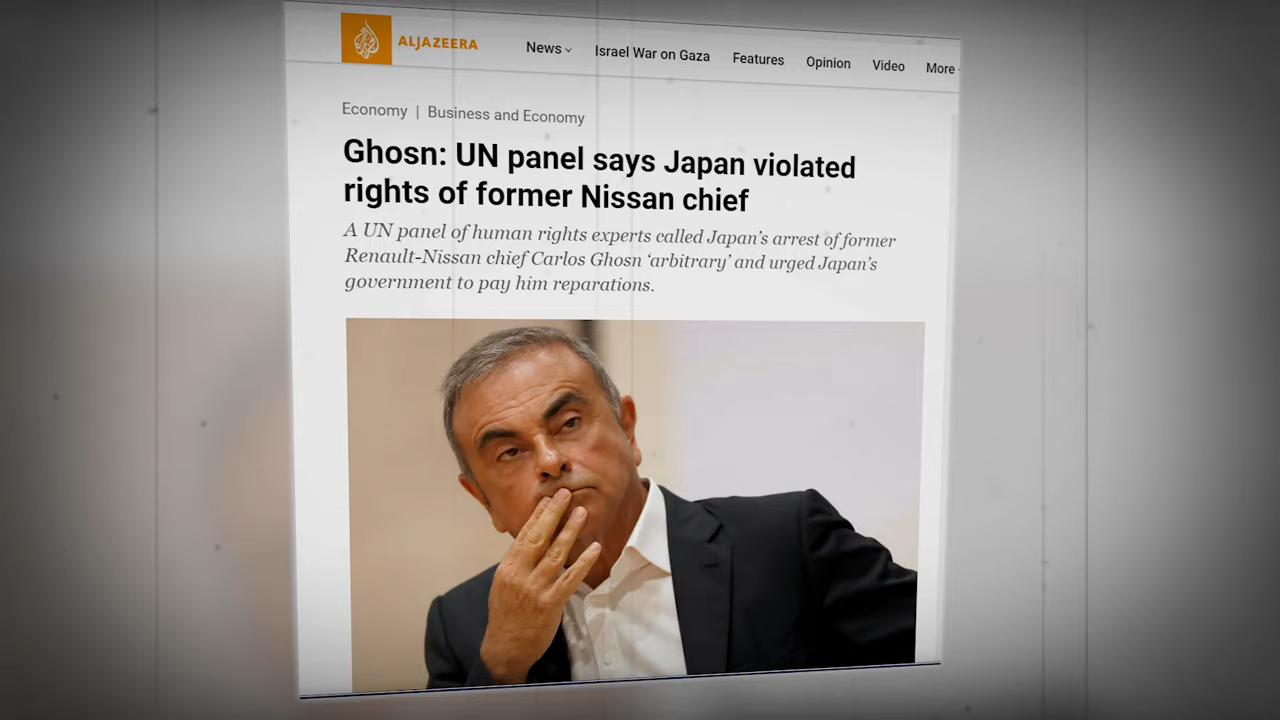 ALJAZEERA
News Israel War on Gaza Features Opinion Video More
Economy | Business and Economy
Ghosn: UN panel says Japan violated
rights of former Nissan chief
A UN panel of human rights experts called Japan’s arrest of former
Renault-Nissan chief Carlos Ghosn ‘arbitrary’ and urged Japan’s
government to pay him reparations.